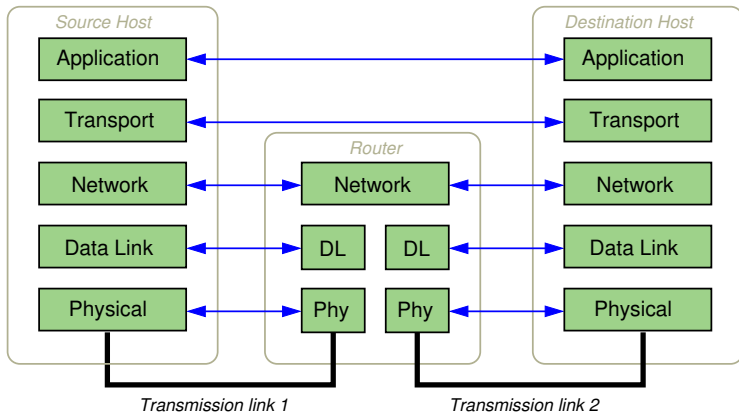 Source Host
Destination Host
Application
Application
Transport
Transport
Router
Network
Network
Network
Data Link
DL
DL
Data Link
Physical
Phy
Phy
Physical
Transmission link 1
Transmission link 2